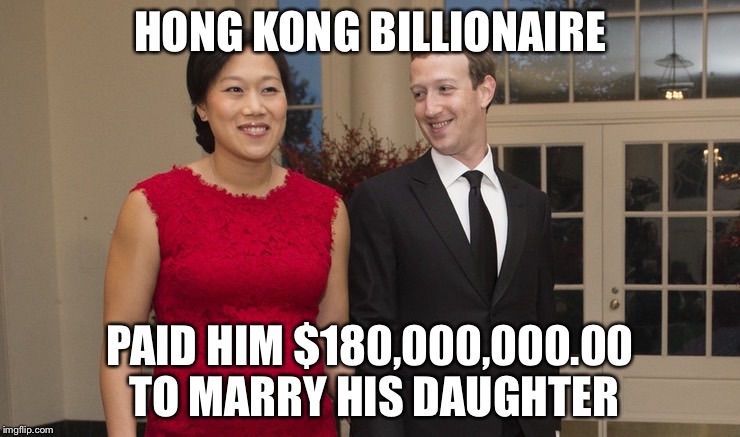 HONG KONG BILLIONAIRE
PAID HIM $180,000,000.00
TO MARRY HIS DAUGHTER
imgflip.com